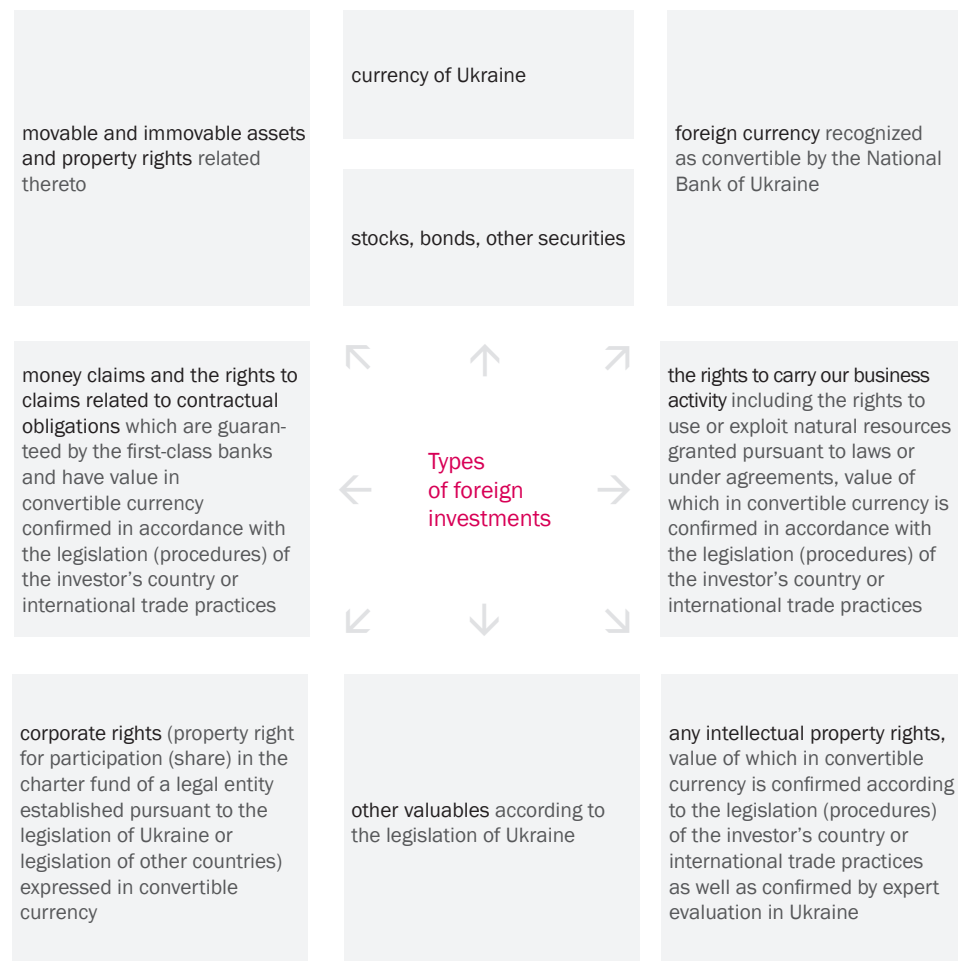 movable and immovable assets
and property rights related
thereto
currency of Ukraine
stocks, bonds, other securities
foreign currency recognized
as convertible by the National
Bank of Ukraine
money claims and the rights to
claims related to contractual
obligations which are guaran-
teed by the first-class banks
and have value in
convertible currency
confirmed in accordance with
the legislation (procedures) of
the investor’s country or
international trade practices
Types
of foreign
investments
the rights to carry our business
activity including the rights to
use or exploit natural resources
granted pursuant to laws or
under agreements, value of
which in convertible currency is
confirmed in accordance with
the legislation (procedures) of
the investor’s country or
international trade practices
corporate rights (property right
for participation (share) in the
charter fund of a legal entity
established pursuant to the
legislation of Ukraine or
legislation of other countries)
expressed in convertible
currency
other valuables according to
the legislation of Ukraine
any intellectual property rights,
value of which in convertible
currency is confirmed according
to the legislation (procedures)
of the investor’s country or
international trade practices
as well as confirmed by expert
evaluation in Ukraine